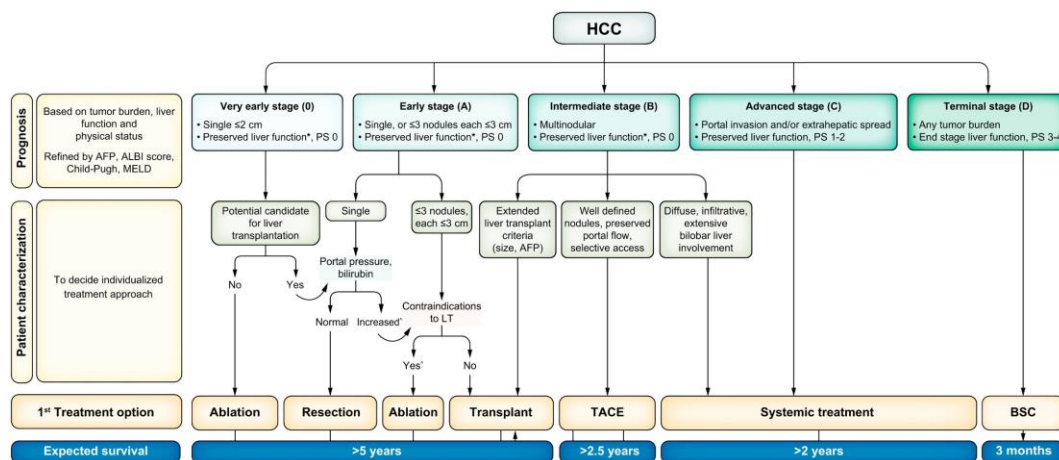 HCC
Prognosis
Based on tumor burden, liver
function and
physical status
Refined by AFP, ALBI score,
Child-Pugh, MELD
Very early stage (0)
• Single ≤2 cm
• Preserved liver function*, PS 0
Early stage (A)
• Single, or ≤3 nodules each ≤3 cm
• Preserved liver function*, PS 0
Intermediate stage (B)
• Multinodular
• Preserved liver function*, PS 0
Advanced stage (C)
• Portal invasion and/or extrahepatic spread
• Preserved liver function, PS 1-2
Terminal stage (D)
• Any tumor burden
• End stage liver function, PS 3-4
Patient characterization
To decide individualized
treatment approach
Potential candidate
for liver
transplantation
Single
≤3 nodules,
each ≤3 cm
Extended
liver transplant
criteria
(size, AFP)
Well defined
nodules, preserved
portal flow,
selective access
Diffuse, infiltrative,
extensive
bilobar liver
involvement
Portal pressure,
bilirubin
No
Yes
Contraindications
to LT
Normal
Increased^
Yes^
No
1st Treatment option
Ablation
Resection
Ablation
Transplant
TACE
Systemic treatment
BSC
Expected survival
>5 years
>2.5 years
>2 years
3 months